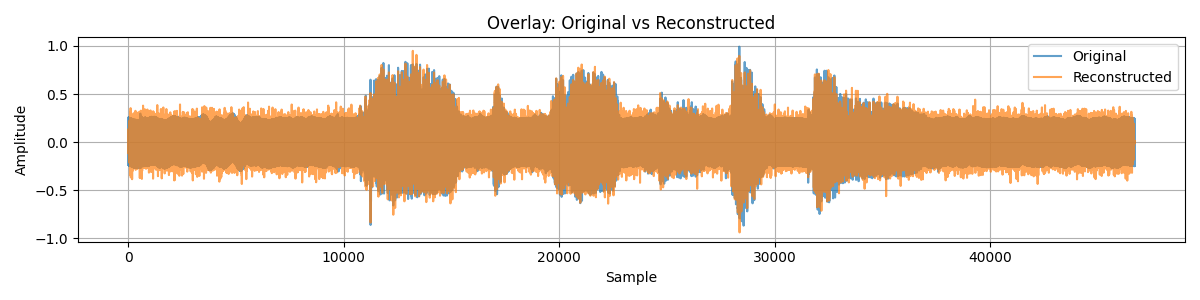 Overlay: Original vs Reconstructed
Amplitude
1.0
0.5
0.0
−0.5
−1.0
Original
Reconstructed
0 10000 20000 30000 40000
Sample